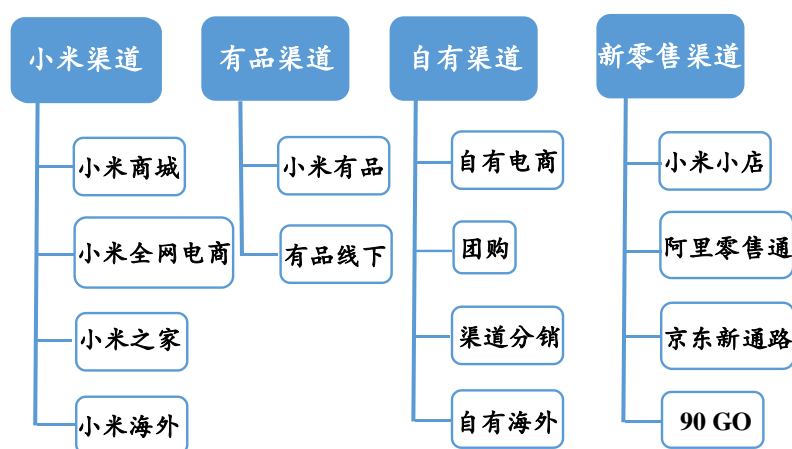 小米渠道
小米商城
小米全网电商
小米之家
小米海外
有品渠道
小米有品
有品线下
自有渠道
自有电商
团购
渠道分销
自有海外
新零售渠道
小米小店
阿里零售通
京东新通路
90 GO